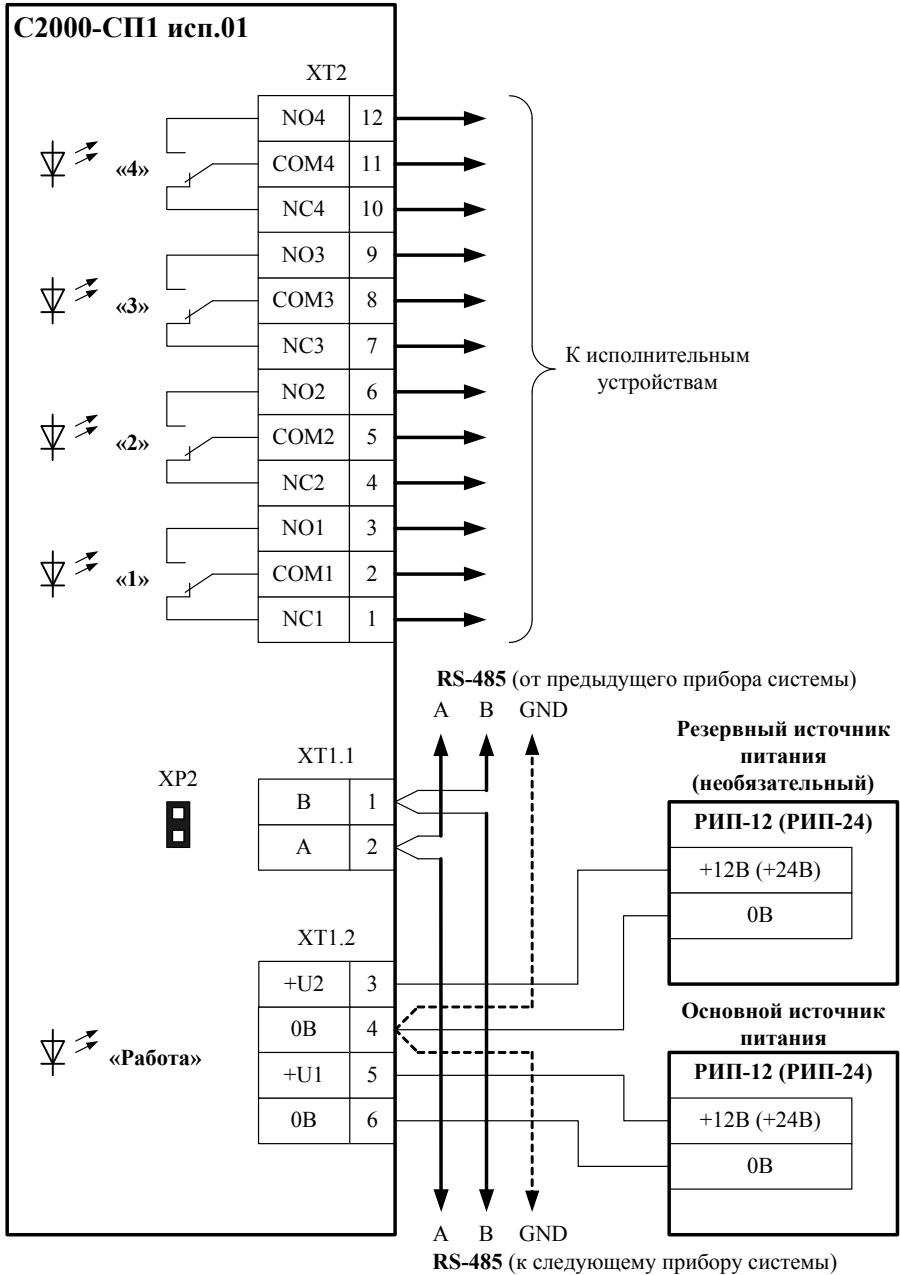 С2000-СП1 исп.01
XT2
NO4 12
«4» COM4 11
NC4 10
NO3 9
«3» COM3 8
NC3 7
NO2 6
«2» COM2 5
NC2 4
NO1 3
«1» COM1 2
NC1 1
К исполнительным
устройствам
RS-485 (от предыдущего прибора системы)
A B GND
XP2
XT1.1
B 1
A 2
XT1.2
+U2 3
0В 4
+U1 5
0В 6
«Работа»
Резервный источник
питания
(необязательный)
РИП-12 (РИП-24)
+12В (+24В)
0В
Основной источник
питания
РИП-12 (РИП-24)
+12В (+24В)
0В
A B GND
RS-485 (к следующему прибору системы)